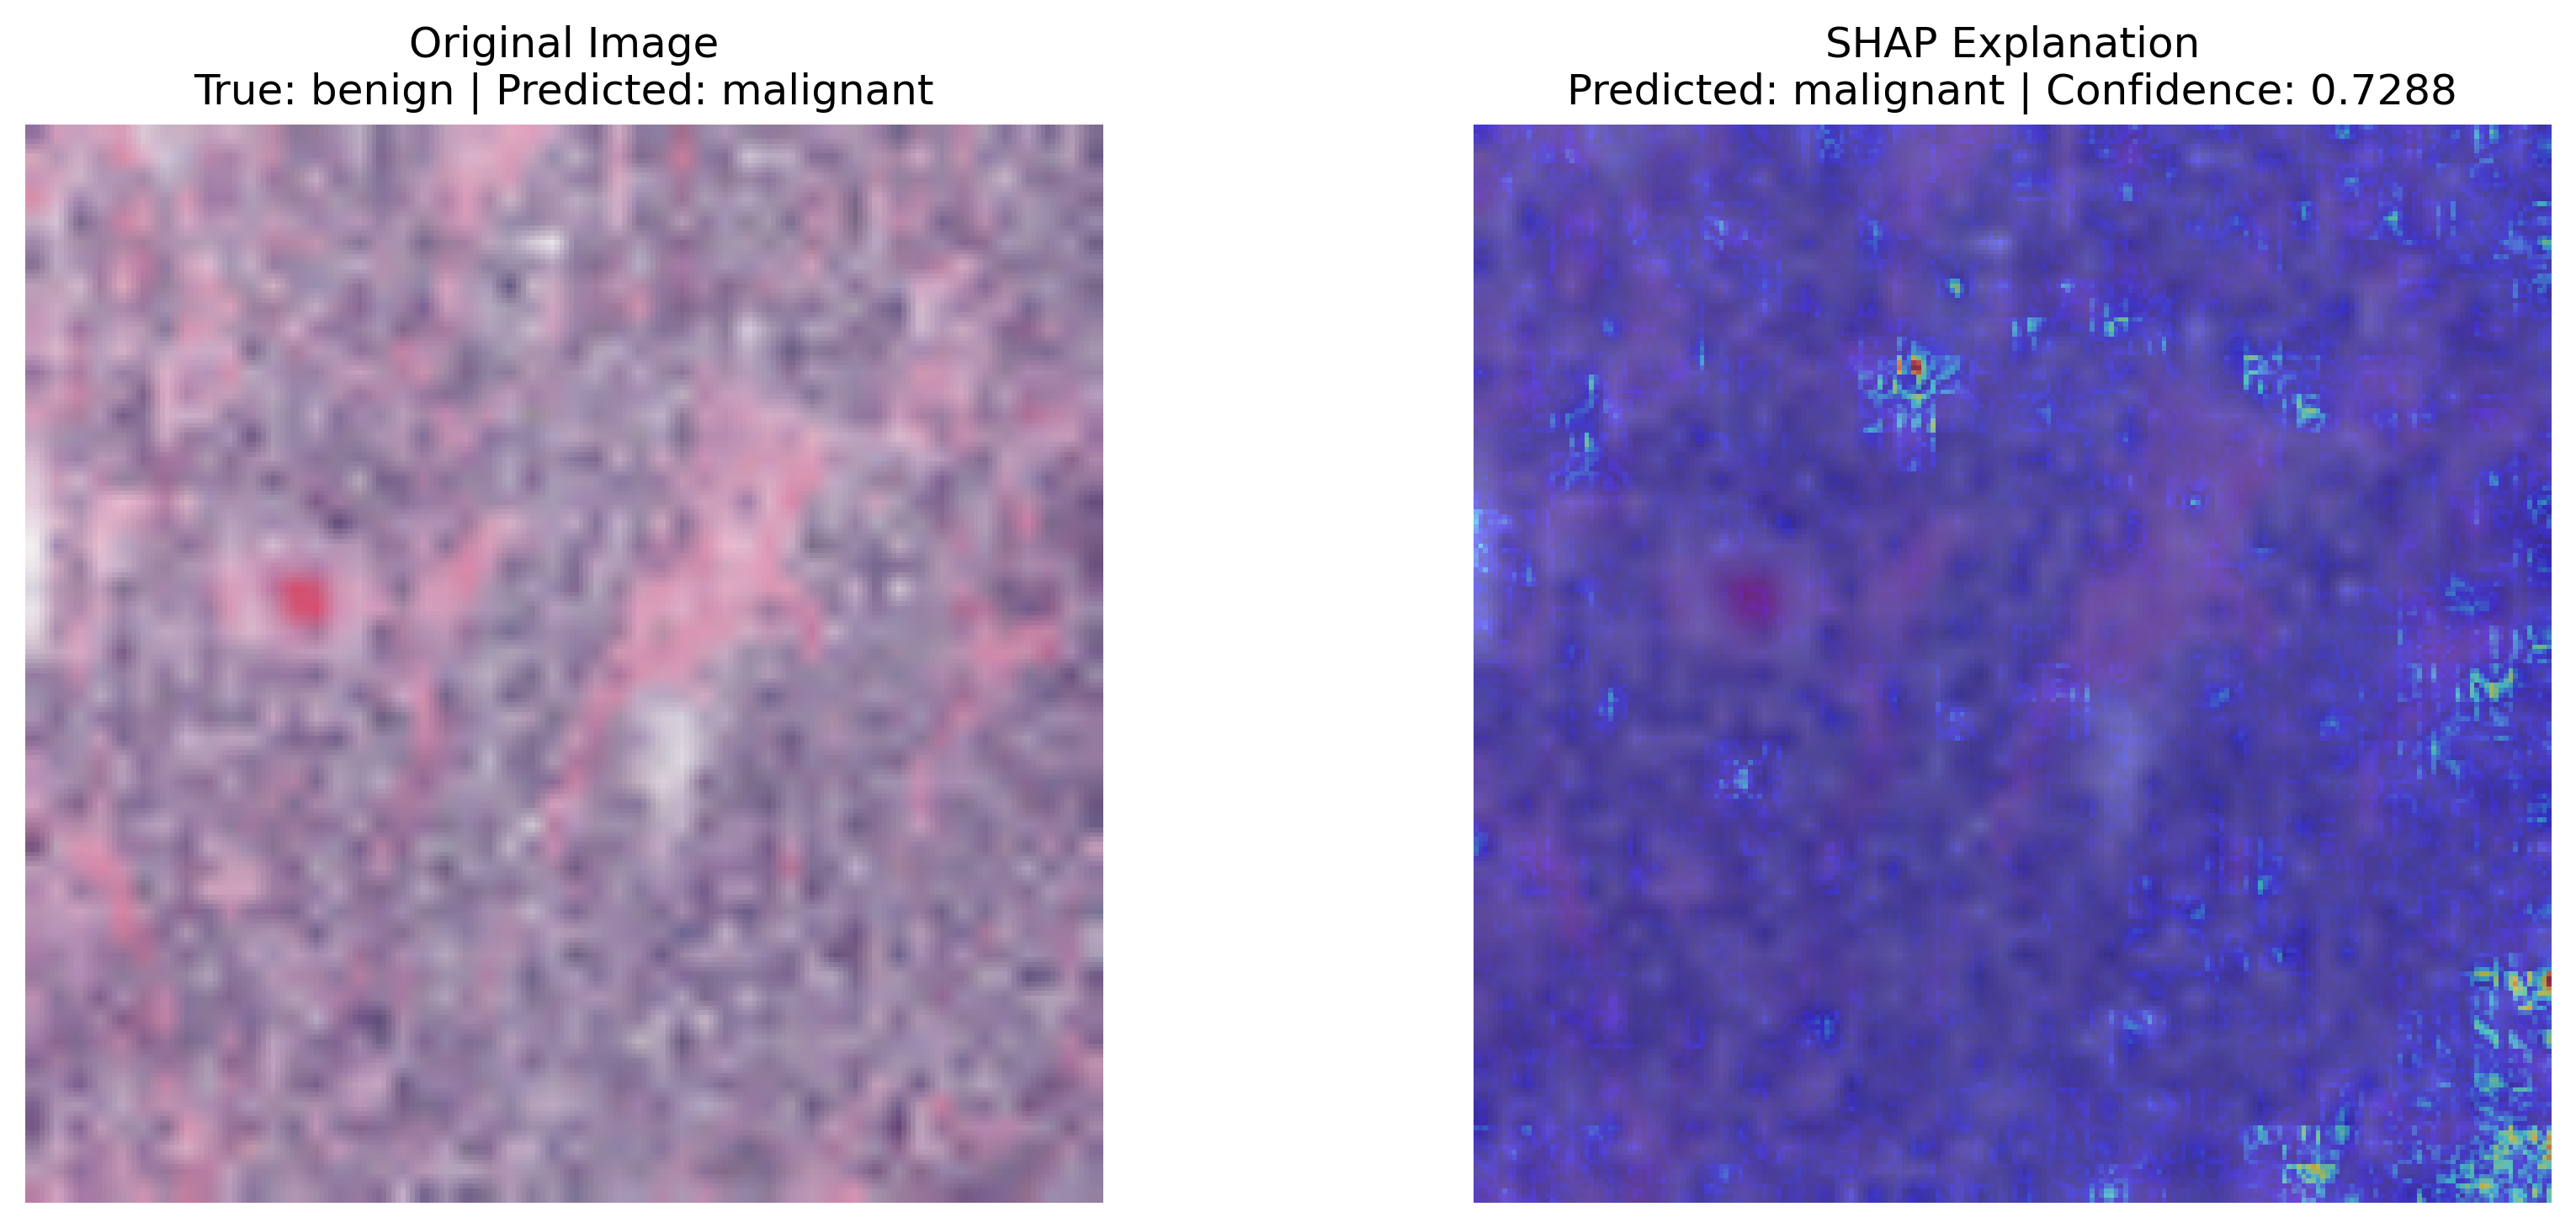 Original Image
True: benign | Predicted: malignant
SHAP Explanation
Predicted: malignant | Confidence: 0.7288